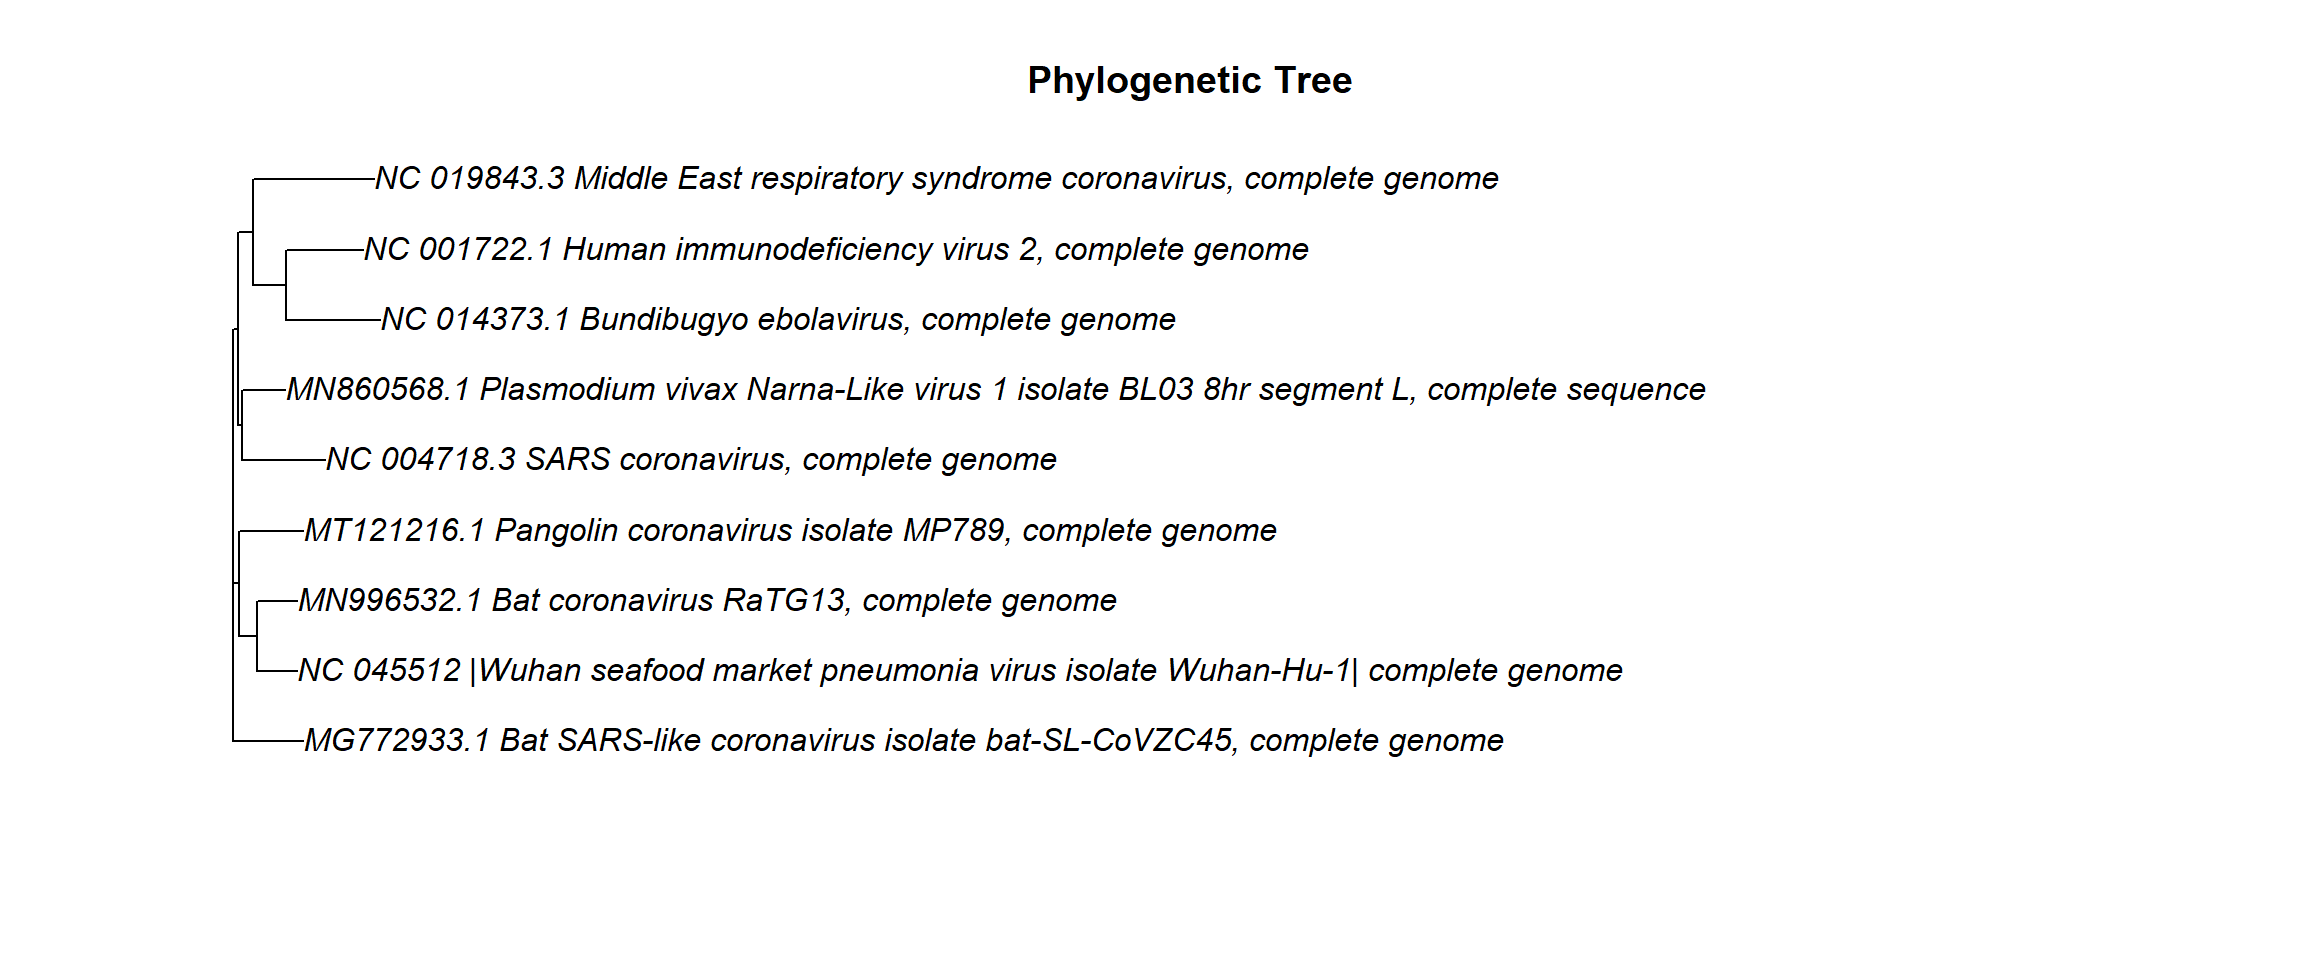 Phylogenetic Tree
NC 019843.3 Middle East respiratory syndrome coronavirus, complete genome
NC 001722.1 Human immunodeficiency virus 2, complete genome
NC 014373.1 Bundibugyo ebolavirus, complete genome
MN860568.1 Plasmodium vivax Narna-Like virus 1 isolate BL03 8hr segment L, complete sequence
NC 004718.3 SARS coronavirus, complete genome
MT121216.1 Pangolin coronavirus isolate MP789, complete genome
MN996532.1 Bat coronavirus RaTG13, complete genome
NC 045512 |Wuhan seafood market pneumonia virus isolate Wuhan-Hu-1| complete genome
MG772933.1 Bat SARS-like coronavirus isolate bat-SL-CoVZC45, complete genome